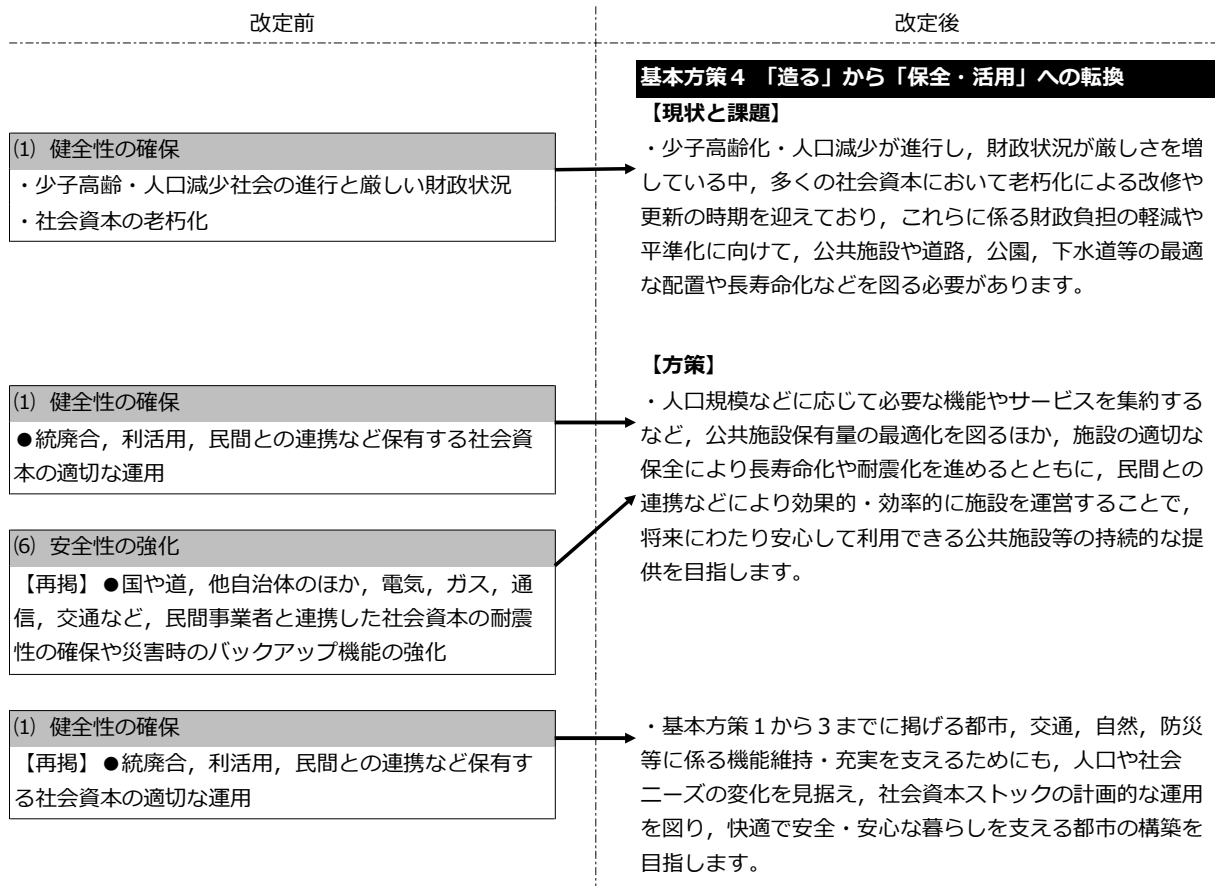 改定前
改定後
基本方策４ 「造る」から「保全・活用」への転換
【現状と課題】
⑴ 健全性の確保
・少子高齢・人口減少社会の進行と厳しい財政状況
・社会資本の老朽化
・少子高齢化・人口減少が進行し，財政状況が厳しさを増
している中，多くの社会資本において老朽化による改修や
更新の時期を迎えており，これらに係る財政負担の軽減や
平準化に向けて，公共施設や道路，公園，下水道等の最適
な配置や長寿命化などを図る必要があります。
【方策】
⑴ 健全性の確保
●統廃合，利活用，民間との連携など保有する社会資
本の適切な運用
⑹ 安全性の強化
【再掲】●国や道，他自治体のほか，電気，ガス，通
信，交通など，民間事業者と連携した社会資本の耐震
性の確保や災害時のバックアップ機能の強化
・人口規模などに応じて必要な機能やサービスを集約する
など，公共施設保有量の最適化を図るほか，施設の適切な
保全により長寿命化や耐震化を進めるとともに，民間との
連携などにより効果的・効率的に施設を運営することで，
将来にわたり安心して利用できる公共施設等の持続的な提
供を目指します。
⑴ 健全性の確保
【再掲】●統廃合，利活用，民間との連携など保有す
る社会資本の適切な運用
・基本方策１から３までに掲げる都市，交通，自然，防災
等に係る機能維持・充実を支えるためにも，人口や社会
ニーズの変化を見据え，社会資本ストックの計画的な運用
を図り，快適で安全・安心な暮らしを支える都市の構築を
目指します。